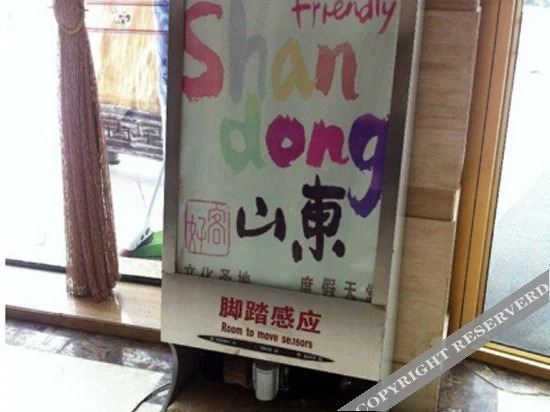 friendly
Shan
dong
好客
山東
文化圣地 度假天堂
脚踏感应
Room to move sensors
COPYRIGHT RESERVED